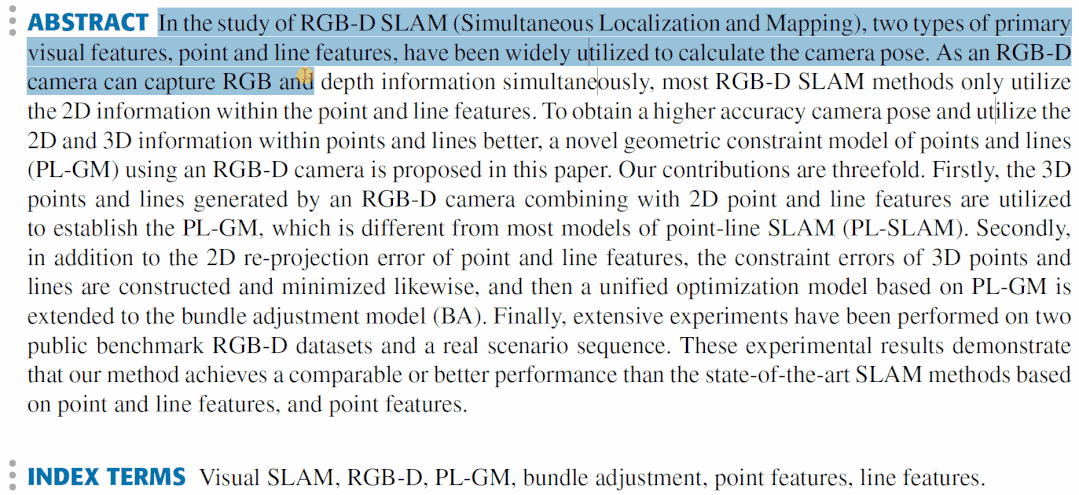 ABSTRACT In the study of RGB-D SLAM (Simultaneous Localization and Mapping), two types of primary
visual features, point and line features, have been widely utilized to calculate the camera pose. As an RGB-D
camera can capture RGB and depth information simultaneously, most RGB-D SLAM methods only utilize
the 2D information within the point and line features. To obtain a higher accuracy camera pose and utilize the
2D and 3D information within points and lines better, a novel geometric constraint model of points and lines
(PL-GM) using an RGB-D camera is proposed in this paper. Our contributions are threefold. Firstly, the 3D
points and lines generated by an RGB-D camera combining with 2D point and line features are utilized
to establish the PL-GM, which is different from most models of point-line SLAM (PL-SLAM). Secondly,
in addition to the 2D re-projection error of point and line features, the constraint errors of 3D points and
lines are constructed and minimized likewise, and then a unified optimization model based on PL-GM is
extended to the bundle adjustment model (BA). Finally, extensive experiments have been performed on two
public benchmark RGB-D datasets and a real scenario sequence. These experimental results demonstrate
that our method achieves a comparable or better performance than the state-of-the-art SLAM methods based
on point and line features, and point features.
INDEX TERMS Visual SLAM, RGB-D, PL-GM, bundle adjustment, point features, line features.